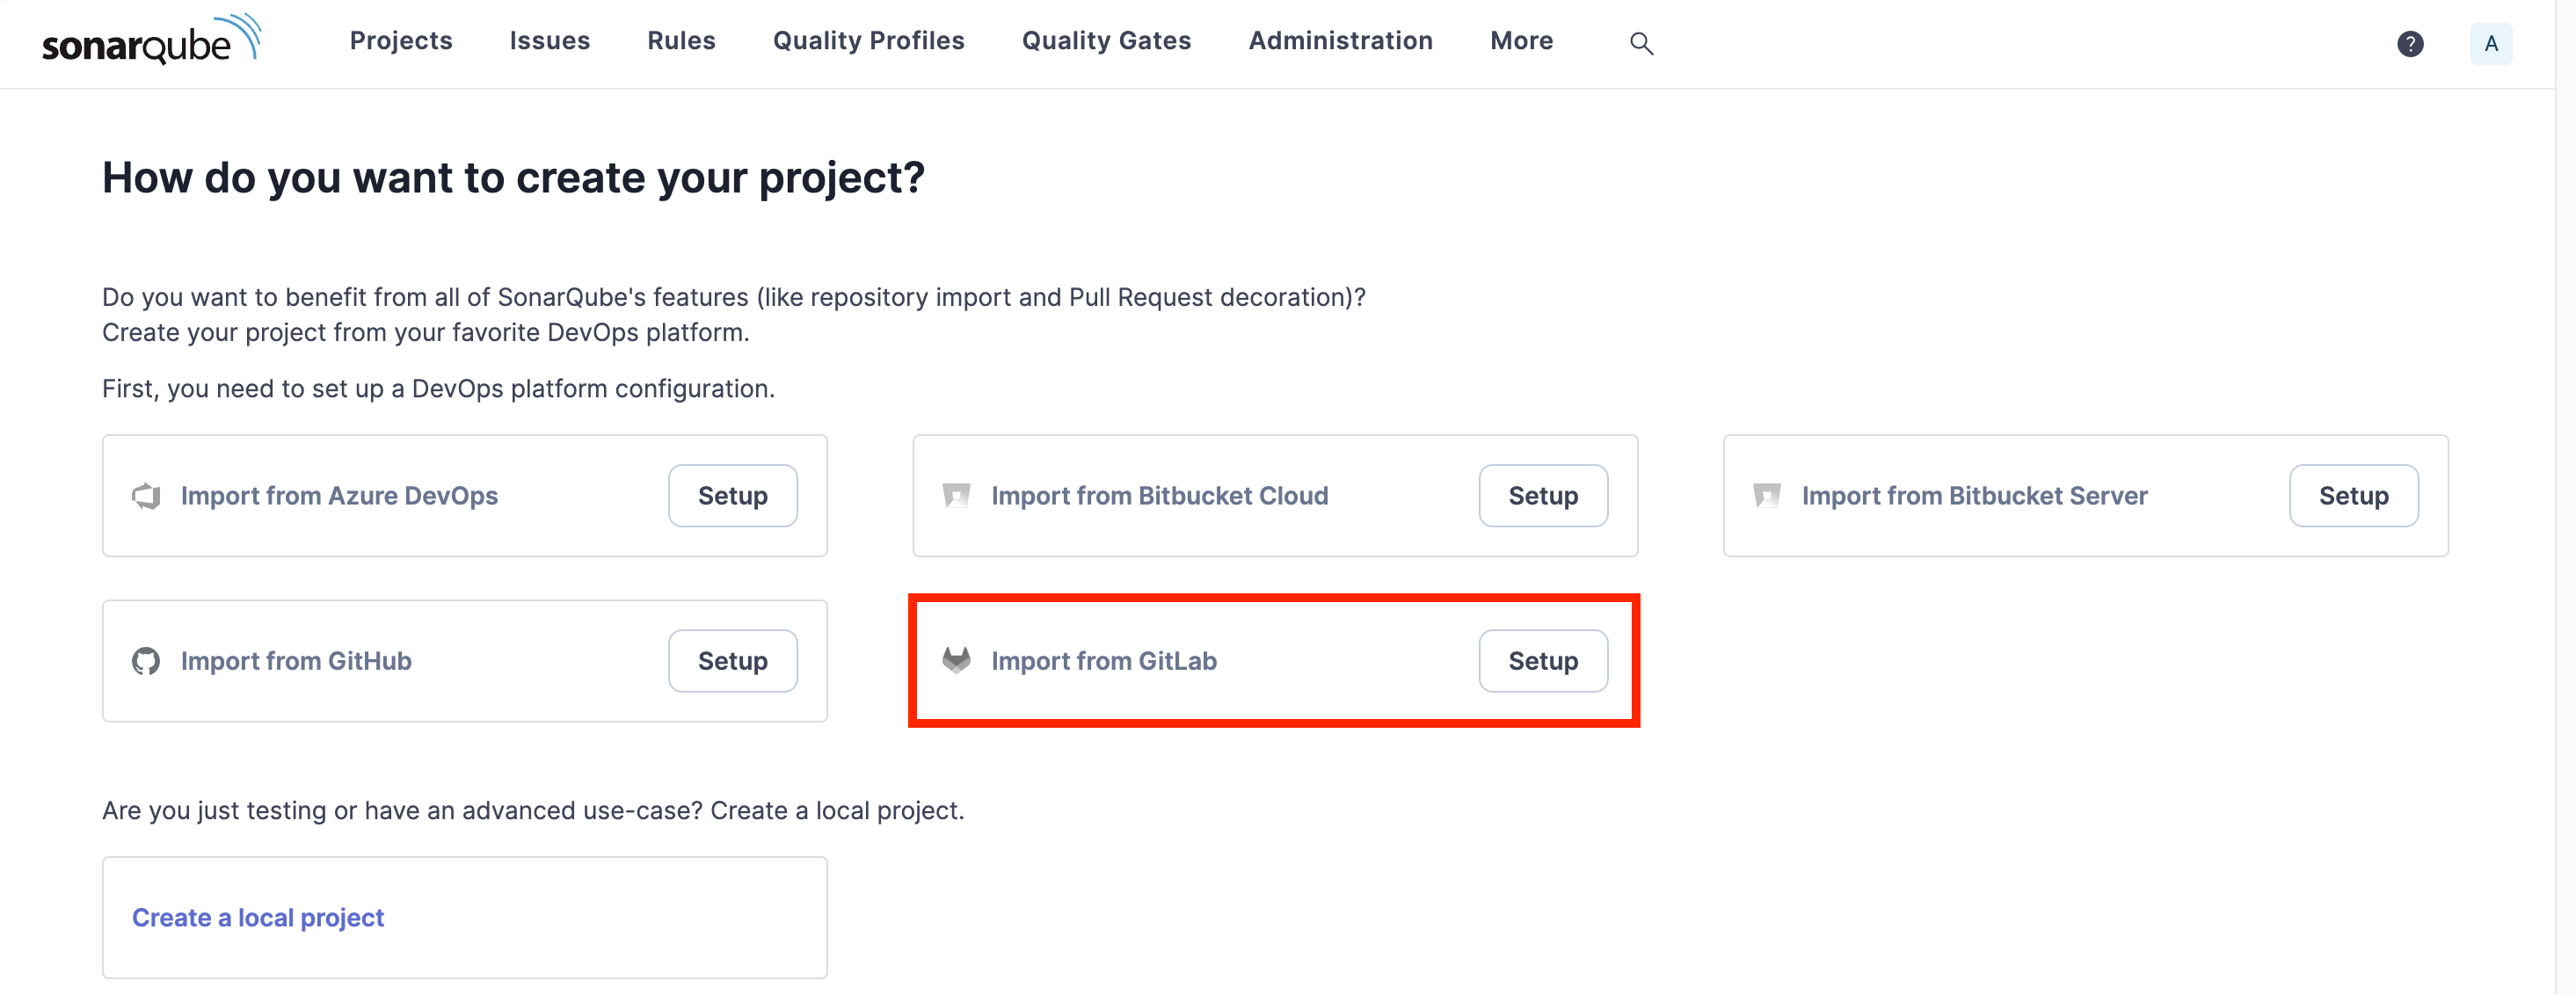 sonarqube Projects Issues Rules Quality Profiles Quality Gates Administration More ? A
How do you want to create your project?
Do you want to benefit from all of SonarQube's features (like repository import and Pull Request decoration)?
Create your project from your favorite DevOps platform.
First, you need to set up a DevOps platform configuration.
Import from Azure DevOps Setup Import from Bitbucket Cloud Setup Import from Bitbucket Server Setup
Import from GitHub Setup Import from GitLab Setup
Are you just testing or have an advanced use-case? Create a local project.
Create a local project